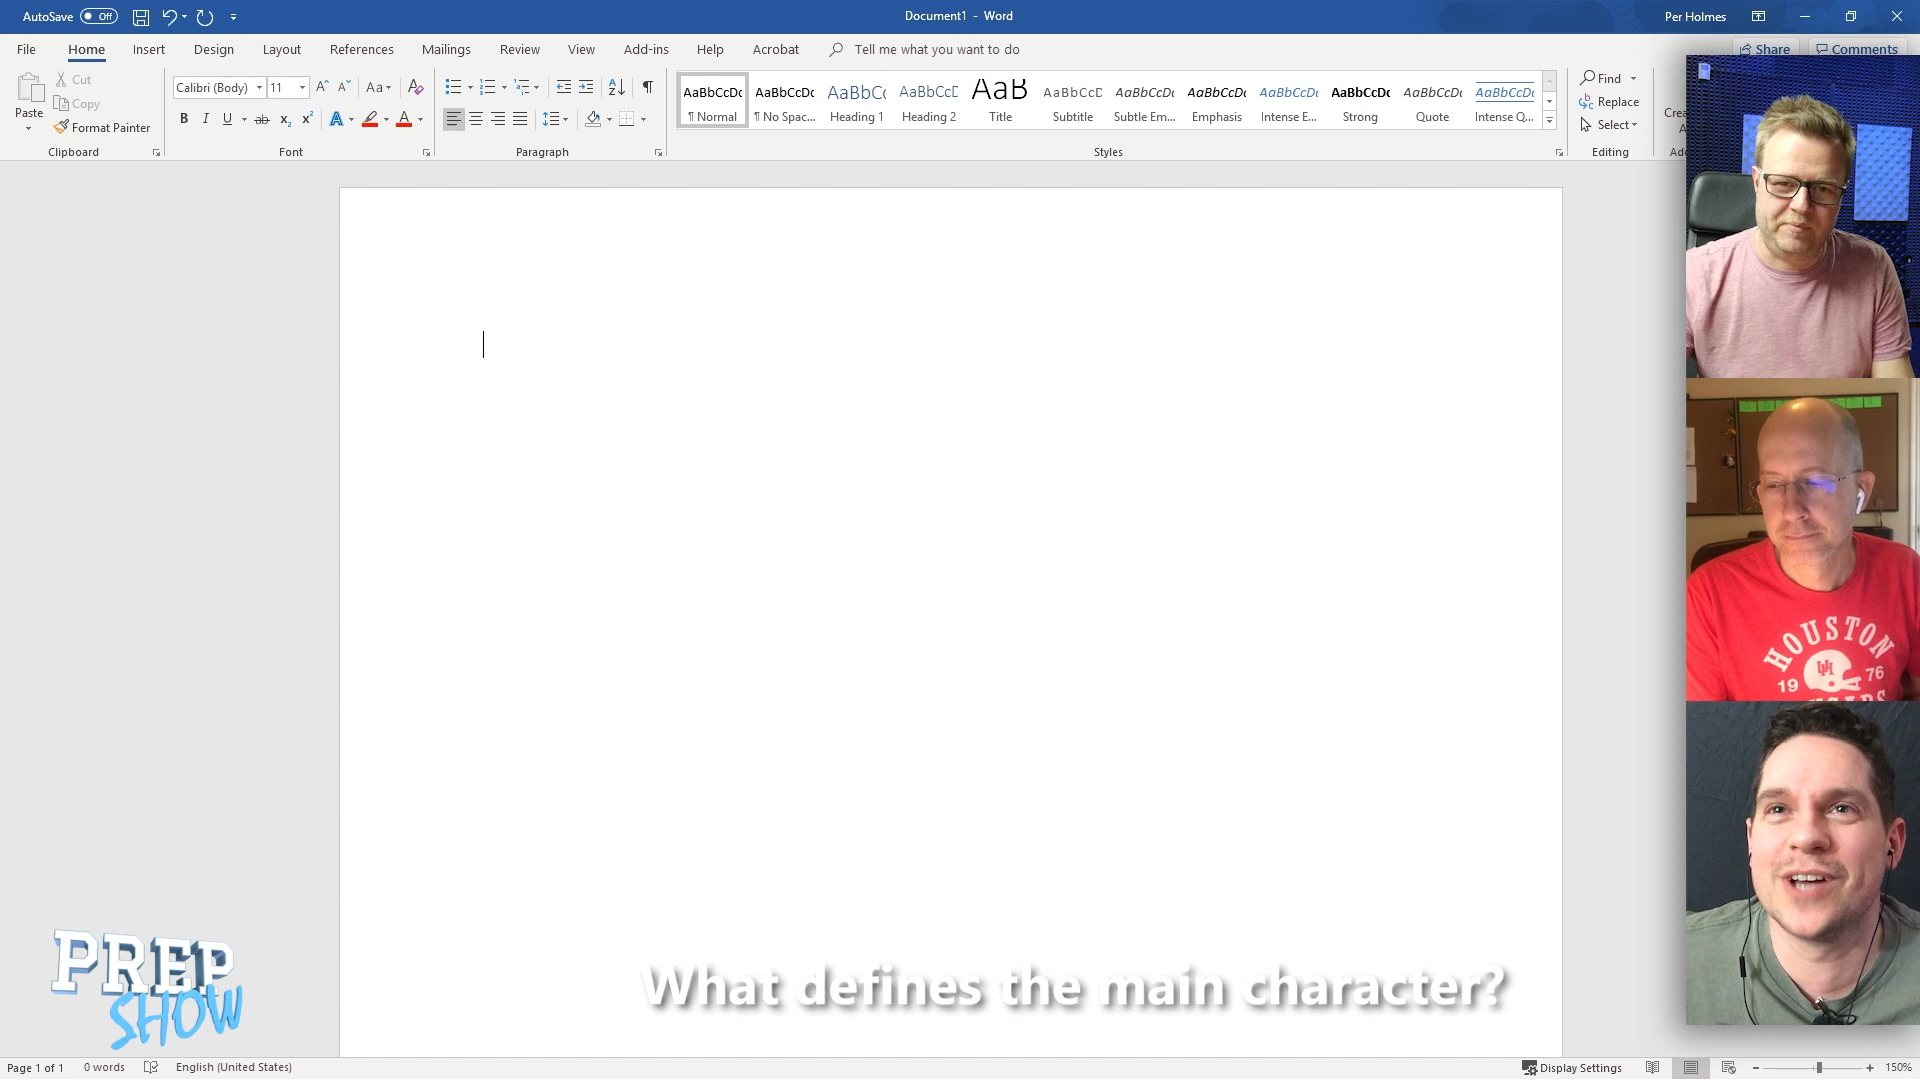 AutoSave Off Document1 - Word Per Holmes
File Home Insert Design Layout References Mailings Review View Add-ins Help Acrobat Tell me what you want to do Share Comments
Paste
Cut
Copy
Format Painter
Clipboard
Calibri (Body) 11
Font
Paragraph
AaBbCcDc AaBbCcDc AaBbCc AaBbCcD AaB AaBbCcD AaBbCcDc AaBbCcDc AaBbCcDc AaBbCcDc AaBbCcDc AaBbCcDc
¶ Normal ¶ No Spac... Heading 1 Heading 2 Title Subtitle Subtle Em... Emphasis Intense E... Strong Quote Intense Q...
Styles
Find
Replace
Select
Editing
HOUSTON
UH
19 76
PREP
SHOW
What defines the main character?
Page 1 of 1 0 words English (United States) Display Settings 150%